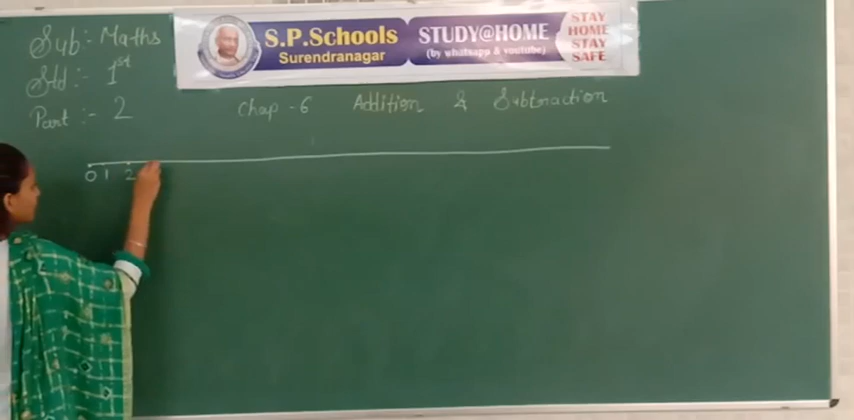 Sub:- Maths
Std :- 1st
Part :- 2
S.P.Schools
Surendranagar
STUDY@HOME
(by whatsapp & youtube)
STAY
HOME
STAY
SAFE
Chap - 6 Addition & Subtraction
0 1 2